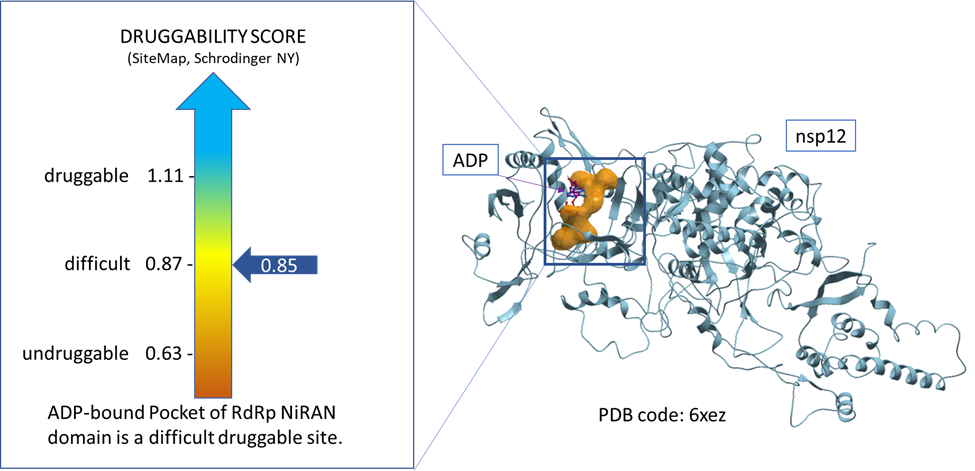 DRUGGABILITY SCORE
(SiteMap, Schrodinger NY)
druggable 1.11 -
difficult 0.87 -
0.85
undruggable 0.63 -
ADP-bound Pocket of RdRp NiRAN
domain is a difficult druggable site.
ADP
nsp12
PDB code: 6xez